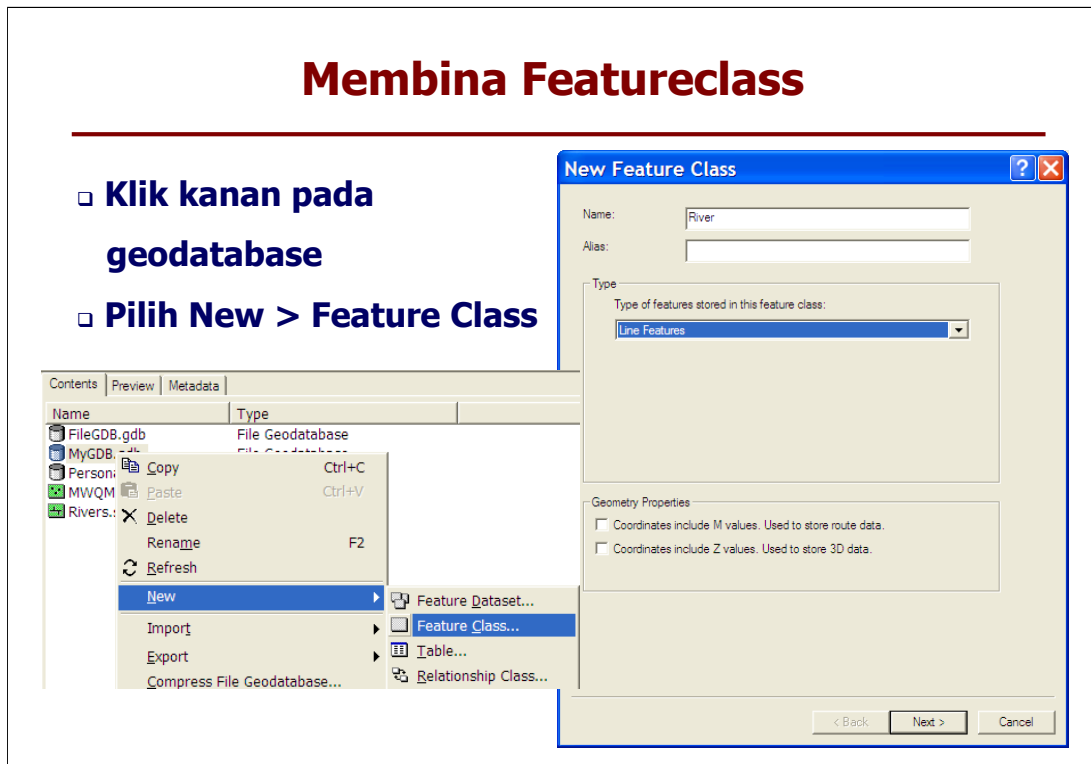 Membina Featureclass
Klik kanan pada
geodatabase
Pilih New > Feature Class
Contents Preview Metadata
Name Type
FileGDB.gdb File Geodatabase
MyGDB.
Copy Ctrl+C
Paste Ctrl+V
MWQM
Delete
Rivers.
Rename F2
Refresh
New
Import
Export
Compress File Geodatabase...
Feature Dataset...
Feature Class...
Table...
Relationship Class...
New Feature Class
Name: River
Alias:
Type
Type of features stored in this feature class:
Line Features
Geometry Properties
Coordinates include M values. Used to store route data.
Coordinates include Z values. Used to store 3D data.
< Back Next > Cancel